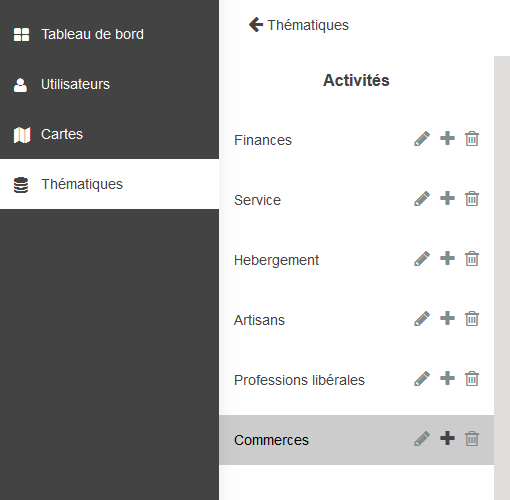 Tableau de bord
Utilisateurs
Cartes
Thématiques
Thématiques
Activités
Finances
Service
Hebergement
Artisans
Professions libérales
Commerces